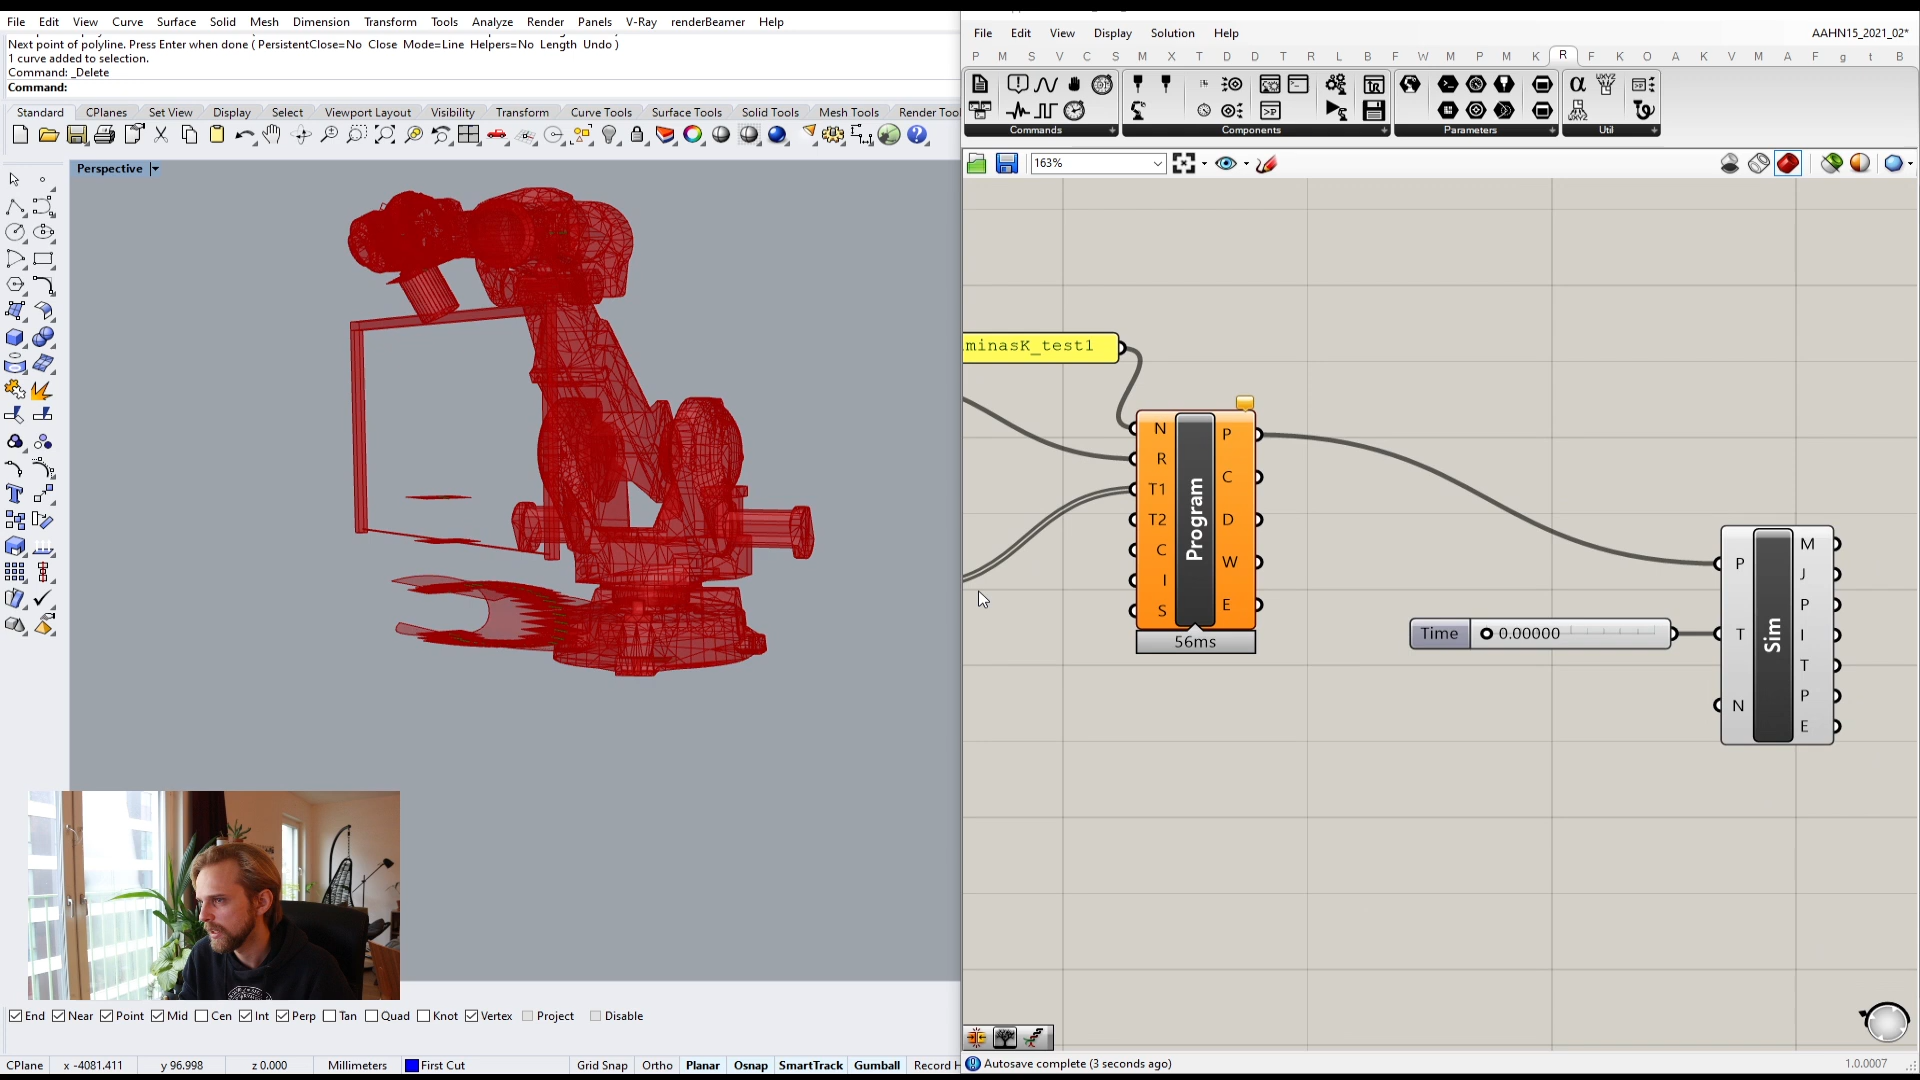 File Edit View Curve Surface Solid Mesh Dimension Transform Tools Analyze Render Panels V-Ray renderBeamer Help
Next point of polyline. Press Enter when done ( PersistentClose=No Close Mode=Line Helpers=No Length Undo )
1 curve added to selection.
Command: _Delete
Command:
Standard CPlanes Set View Display Select Viewport Layout Visibility Transform Curve Tools Surface Tools Solid Tools Mesh Tools Render Tool
Perspective
End Near Point Mid Cen Int Perp Tan Quad Knot Vertex Project Disable
CPlane x -4081.411 y 96.998 z 0.000 Millimeters First Cut Grid Snap Ortho Planar Osnap SmartTrack Gumball Record H
File Edit View Display Solution Help AAHN15_2021_02*
P M S V C S M X T D D T R L B F W M P M K R F K O A K V M A F g t B
Commands Components Parameters Util
163%
minasK_test1
N
R
T1
T2
C
I
S
Program
P
C
D
W
E
56ms
Time 0.00000
P
T
N
Sim
M
J
P
I
T
P
E
Autosave complete (3 seconds ago) 1.0.0007